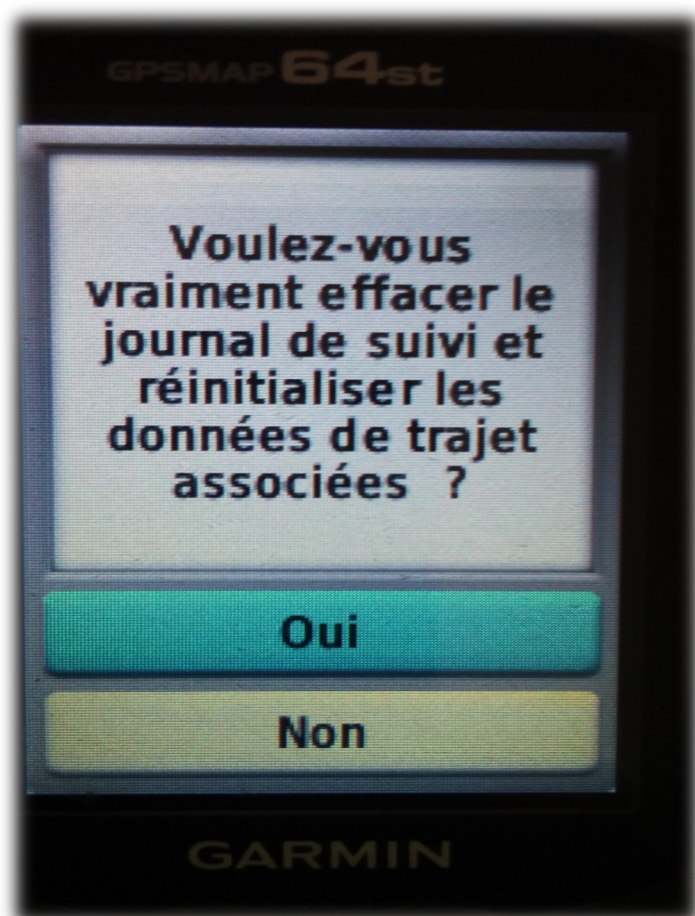 GPSMAP 64st
Voulez-vous
vraiment effacer le
journal de suivi et
réinitialiser les
données de trajet
associées ?
Oui
Non
GARMIN